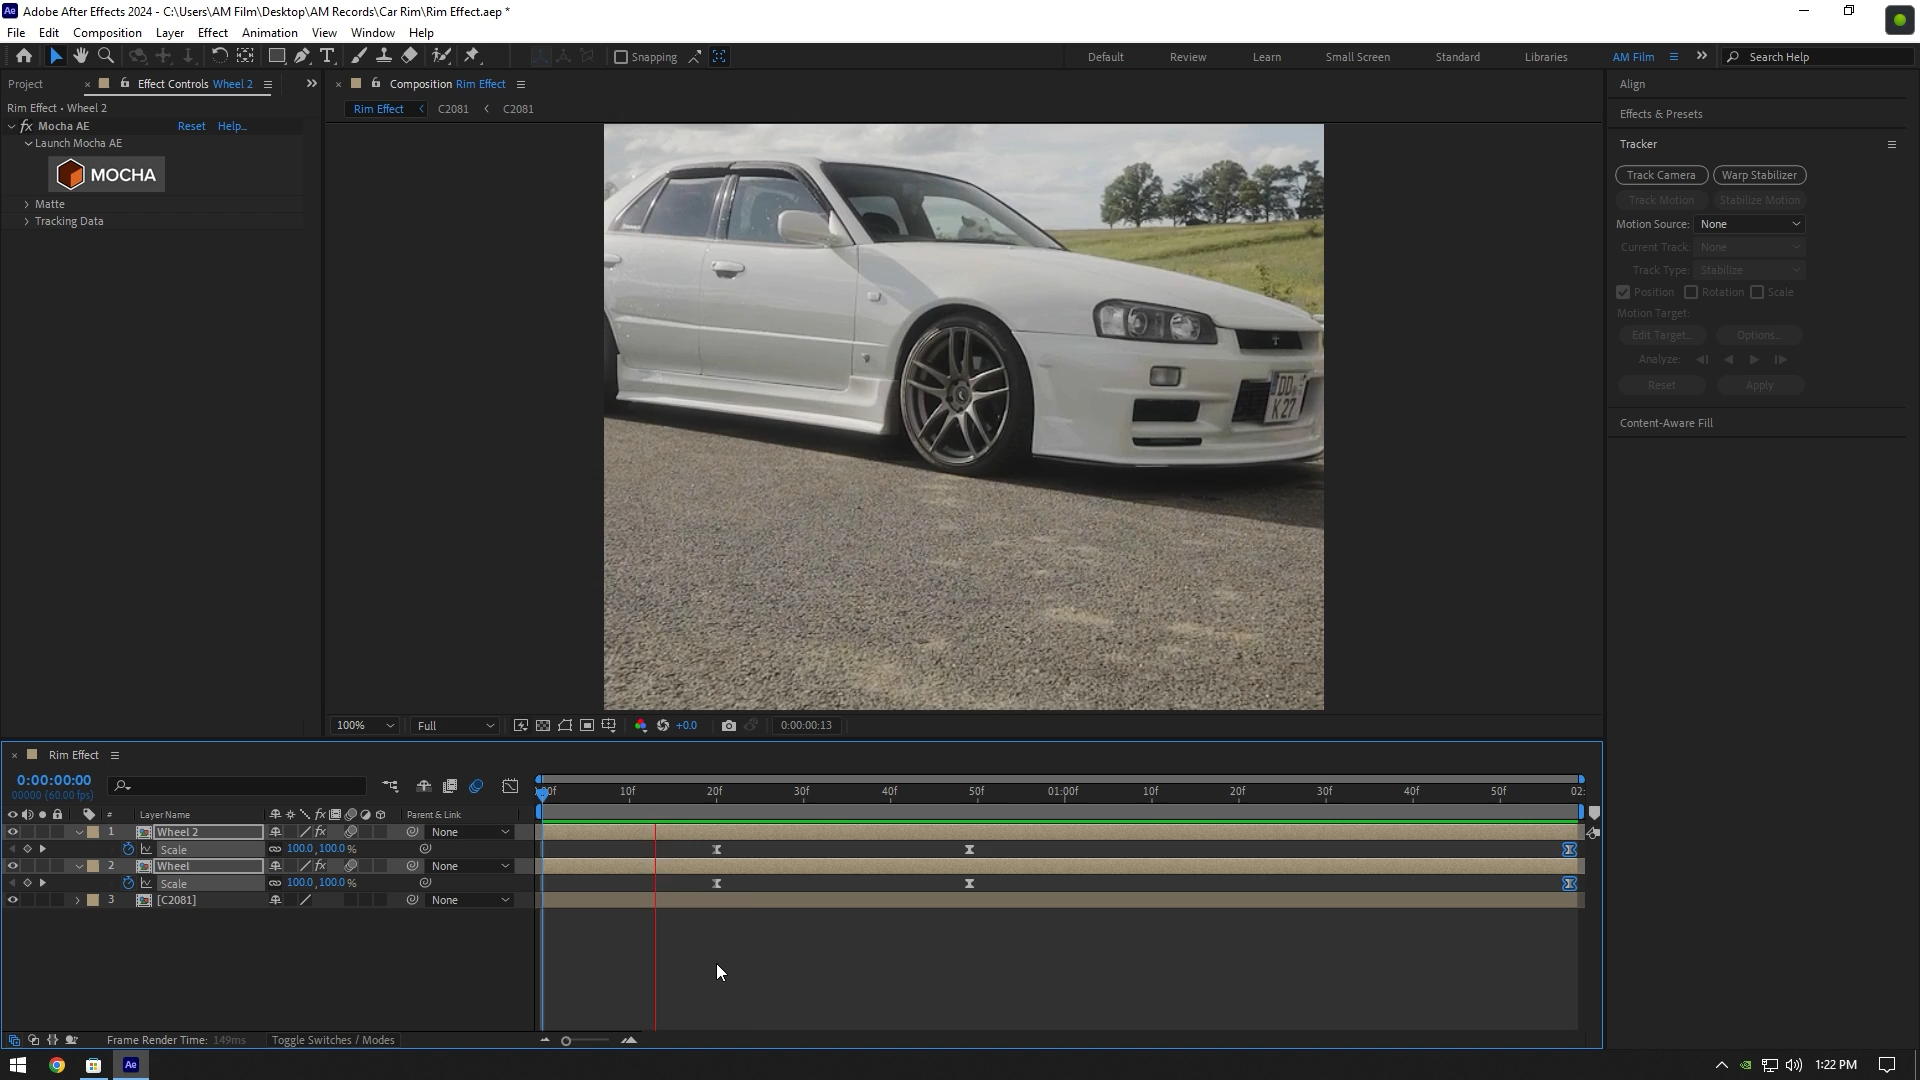 Ae Adobe After Effects 2024 - C:\Users\AM Film\Desktop\AM Records\Car Rim\Rim Effect.aep *
File Edit Composition Layer Effect Animation View Window Help
Snapping Default Review Learn Small Screen Standard Libraries AM Film Search Help
Project Effect Controls Wheel 2
Rim Effect • Wheel 2
fx Mocha AE Reset Help...
Launch Mocha AE
MOCHA
Matte
Tracking Data
Composition Rim Effect
Rim Effect C2081 C2081
DD
K 27
100% Full +0.0 0:00:00:13
Align
Effects & Presets
Tracker
Track Camera Warp Stabilizer
Track Motion Stabilize Motion
Motion Source: None
Current Track: None
Track Type: Stabilize
Position Rotation Scale
Motion Target:
Edit Target... Options...
Analyze:
Reset Apply
Content-Aware Fill
Rim Effect
0:00:00:00
00000 (60.00 fps)
10f 20f 30f 40f 50f 01:00f 10f 20f 30f 40f 50f 02:
# Layer Name fx Parent & Link
1 Wheel 2 fx None
Scale 100.0, 100.0 %
2 Wheel fx None
Scale 100.0, 100.0 %
3 [C2081] None
Frame Render Time: 149ms Toggle Switches / Modes
Ae 1:22 PM